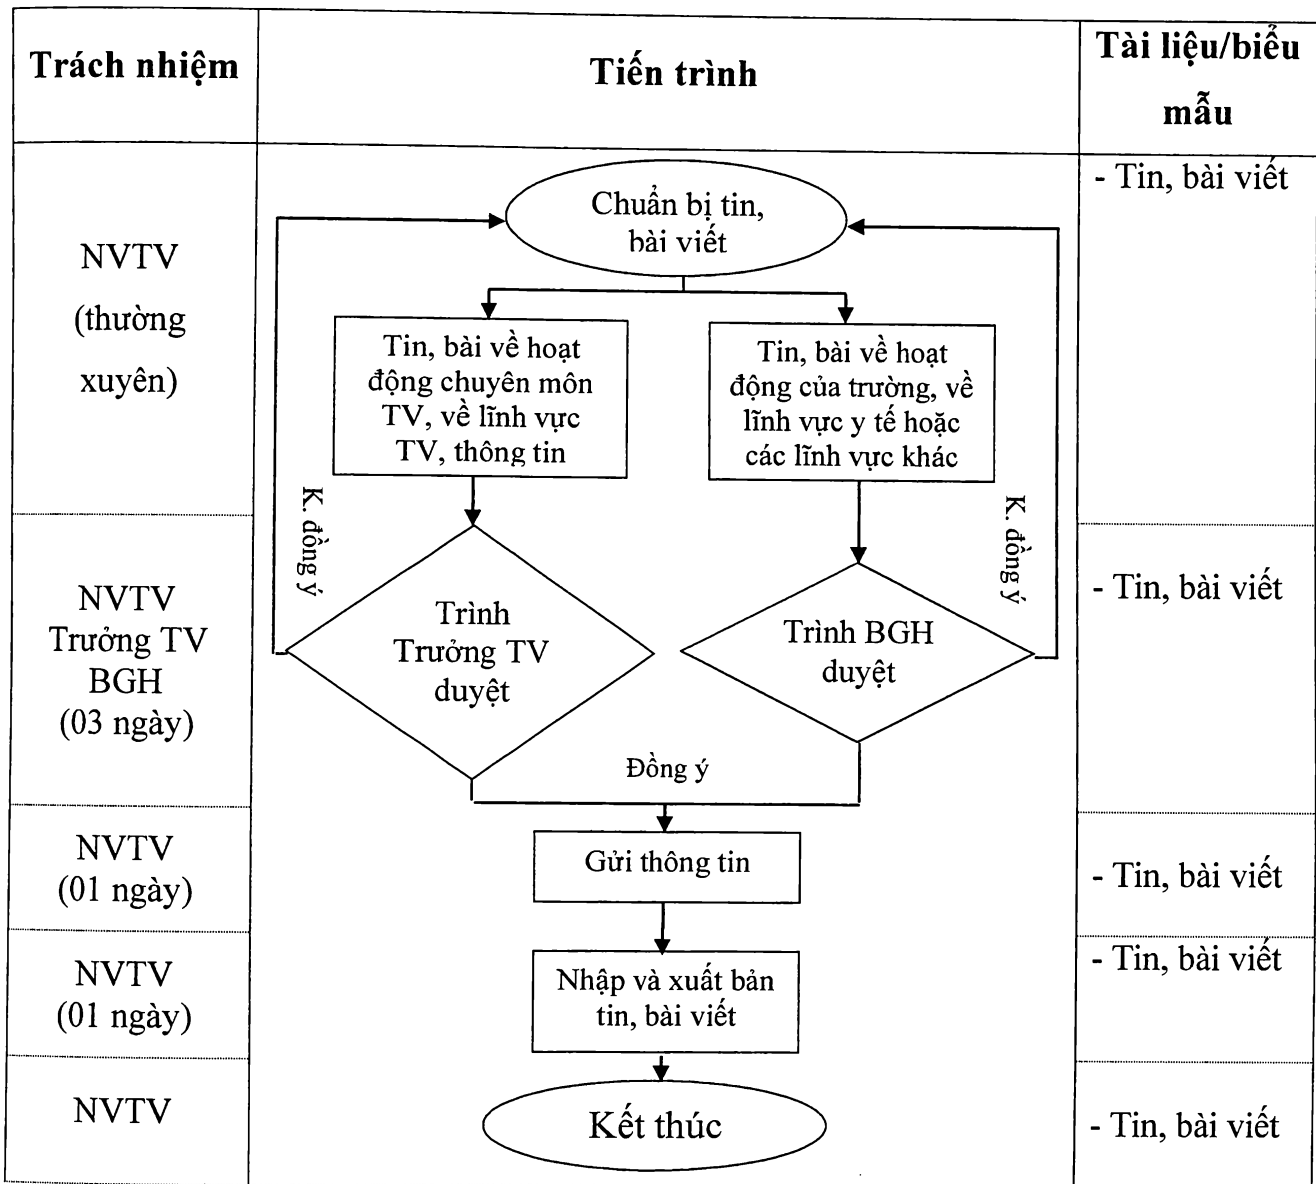 Trách nhiệm
Tiến trình
Tài liệu/biểu
mẫu
NVTV
(thường
xuyên)
Chuẩn bị tin,
bài viết
- Tin, bài viết
Tin, bài về hoạt
động chuyên môn
TV, về lĩnh vực
TV, thông tin
Tin, bài về hoạt
động của trường, về
lĩnh vực y tế hoặc
các lĩnh vực khác
K. đồng ý
K. đồng ý
NVTV
Trưởng TV
BGH
(03 ngày)
Trình
Trưởng TV
duyệt
Trình BGH
duyệt
- Tin, bài viết
Đồng ý
NVTV
(01 ngày)
Gửi thông tin
- Tin, bài viết
NVTV
(01 ngày)
Nhập và xuất bản
tin, bài viết
- Tin, bài viết
NVTV
Kết thúc
- Tin, bài viết